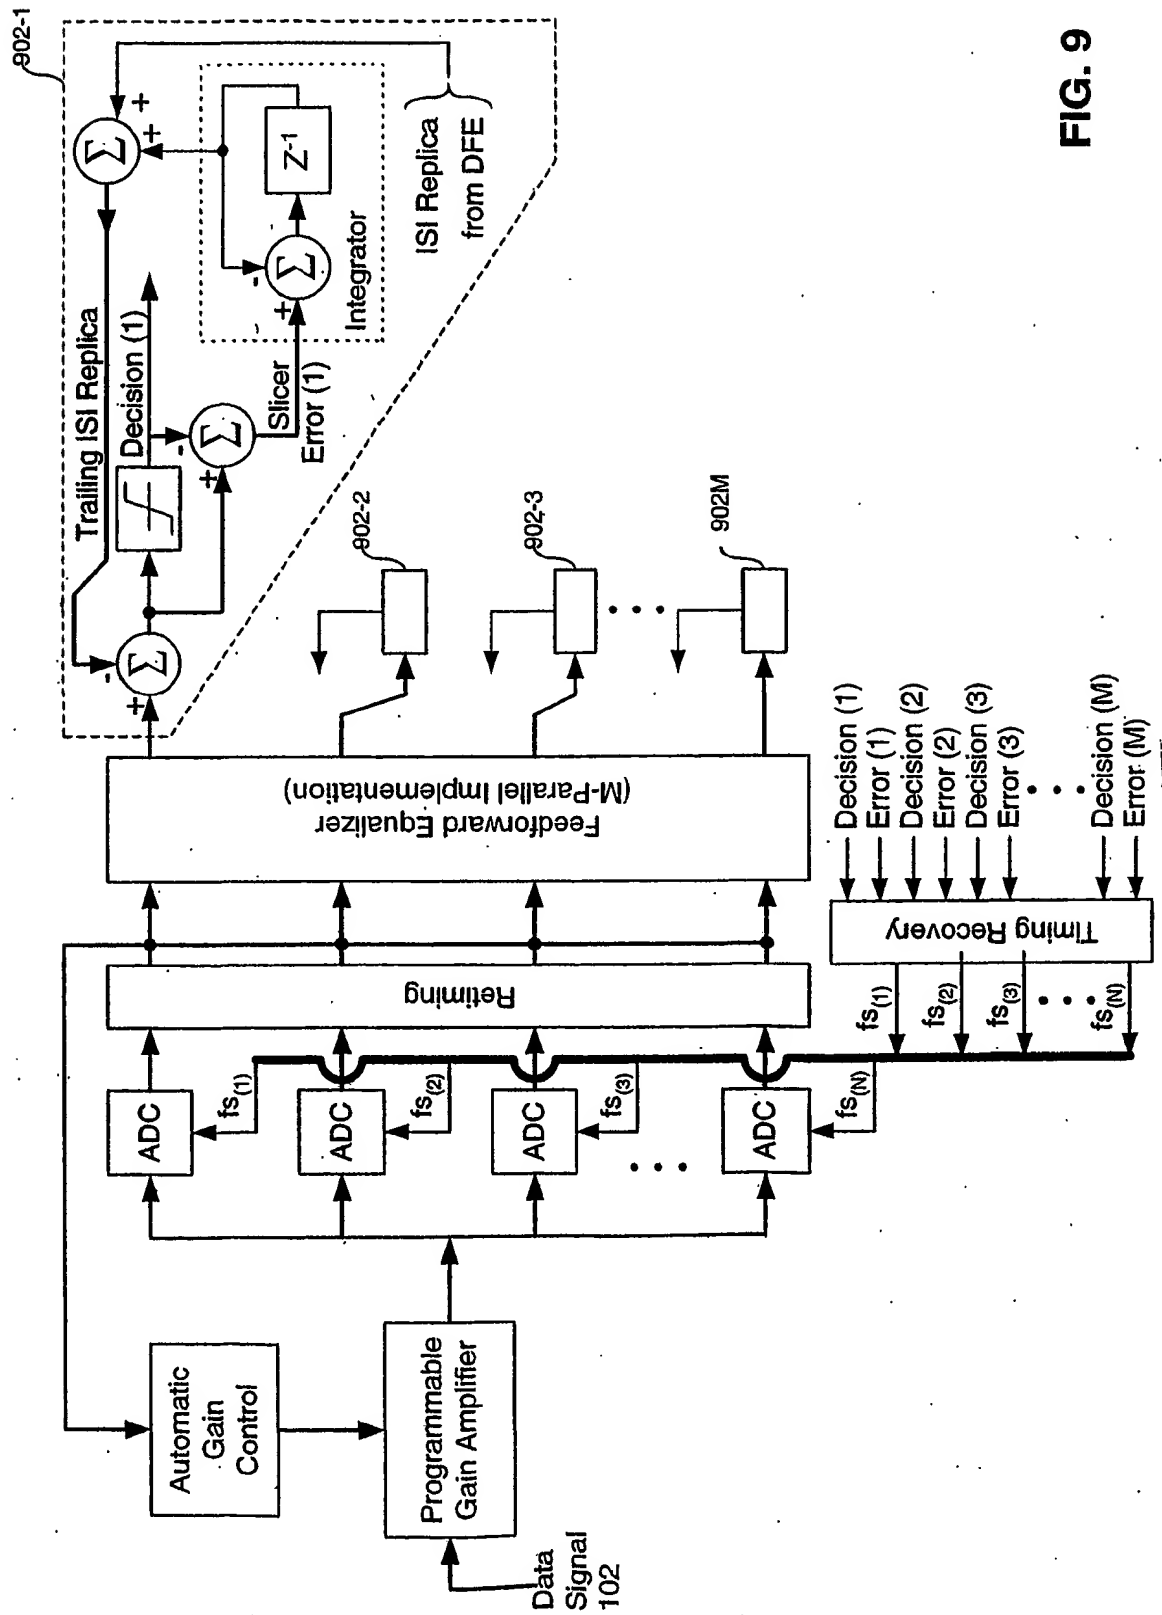 902-1
Trailing ISI Replica
Decision (1)
Σ
+
+
-
+
Σ
-
+
Σ
Slicer
Error (1)
+
-
Σ
Z-1
Integrator
ISI Replica
from DFE
902-2
902-3
902M
Feedforward Equalizer
(M-Parallel Implementation)
Retiming
ADC
fs(1)
ADC
fs(2)
ADC
fs(3)
ADC
fs(N)
Automatic
Gain
Control
Programmable
Gain Amplifier
Data
Signal
102
Timing Recovery
fs(1)
fs(2)
fs(3)
fs(N)
Decision (1)
Error (1)
Decision (2)
Error (2)
Decision (3)
Error (3)
Decision (M)
Error (M)
FIG. 9